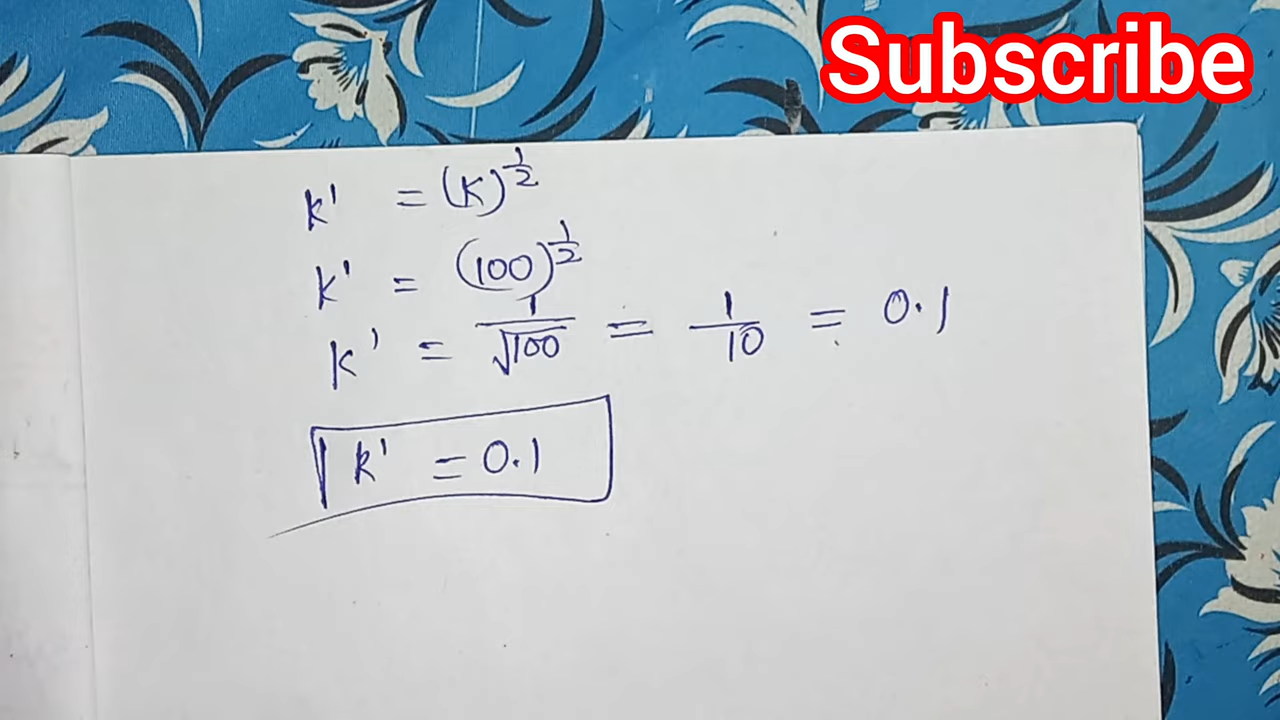 Subscribe
k' = (k)^{1/2}
k' = (100)^{1/2}
k' = 1/√100 = 1/10 = 0.1
k' = 0.1